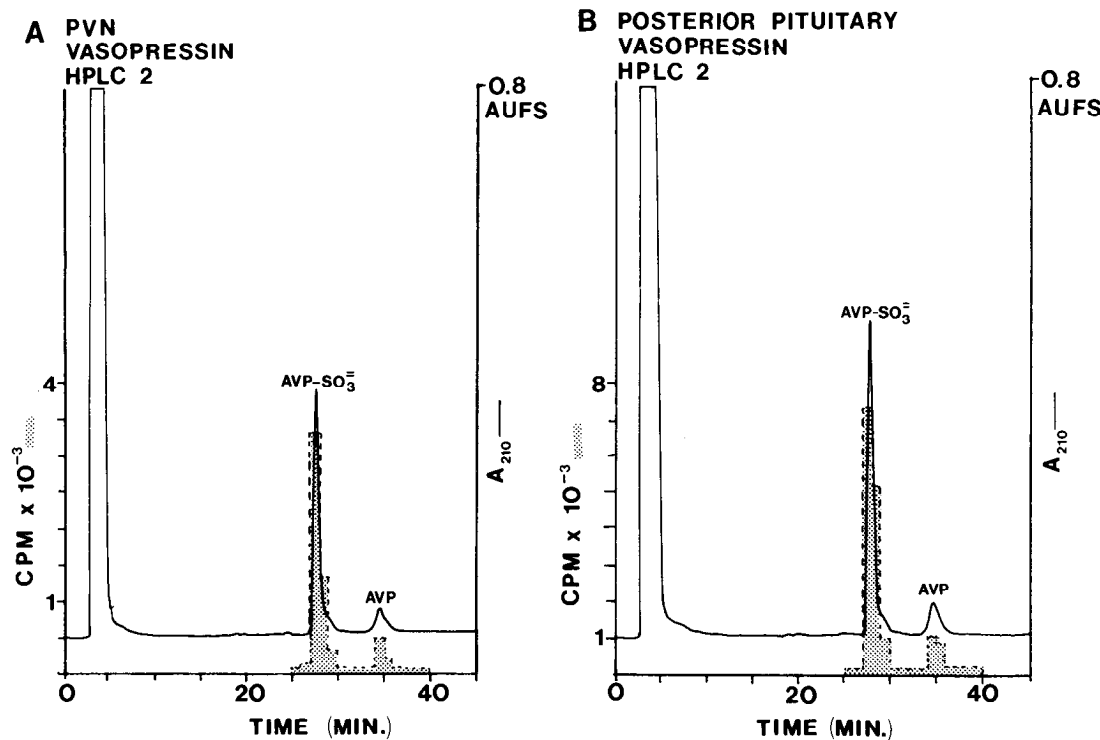 A PVN
VASOPRESSIN
HPLC 2
0.8
AUFS
AVP-SO₃⁼
AVP
4
1
CPM x 10⁻³
A₂₁₀
0 20 40
TIME (MIN.)
B POSTERIOR PITUITARY
VASOPRESSIN
HPLC 2
0.8
AUFS
AVP-SO₃⁼
AVP
8
1
CPM x 10⁻³
A₂₁₀
0 20 40
TIME (MIN.)